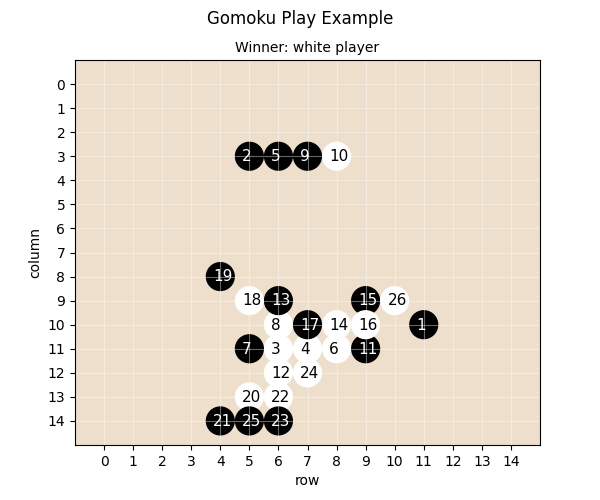 Gomoku Play Example
Winner: white player
0
1
2
3 2 5 9 10
4
5
6
7
column
8 19
9 18 13 15 26
10 8 17 14 16 1
11 7 3 4 6 11
12 12 24
13 20 22
14 21 25 23
0 1 2 3 4 5 6 7 8 9 10 11 12 13 14
row